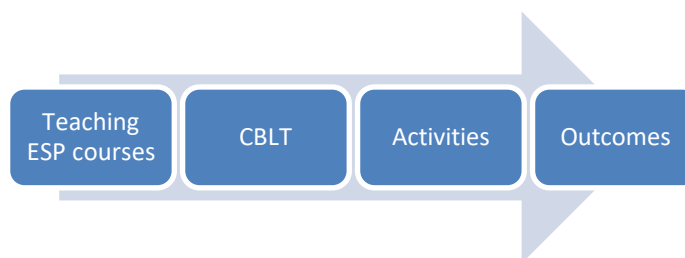 Teaching
ESP courses
CBLT
Activities
Outcomes